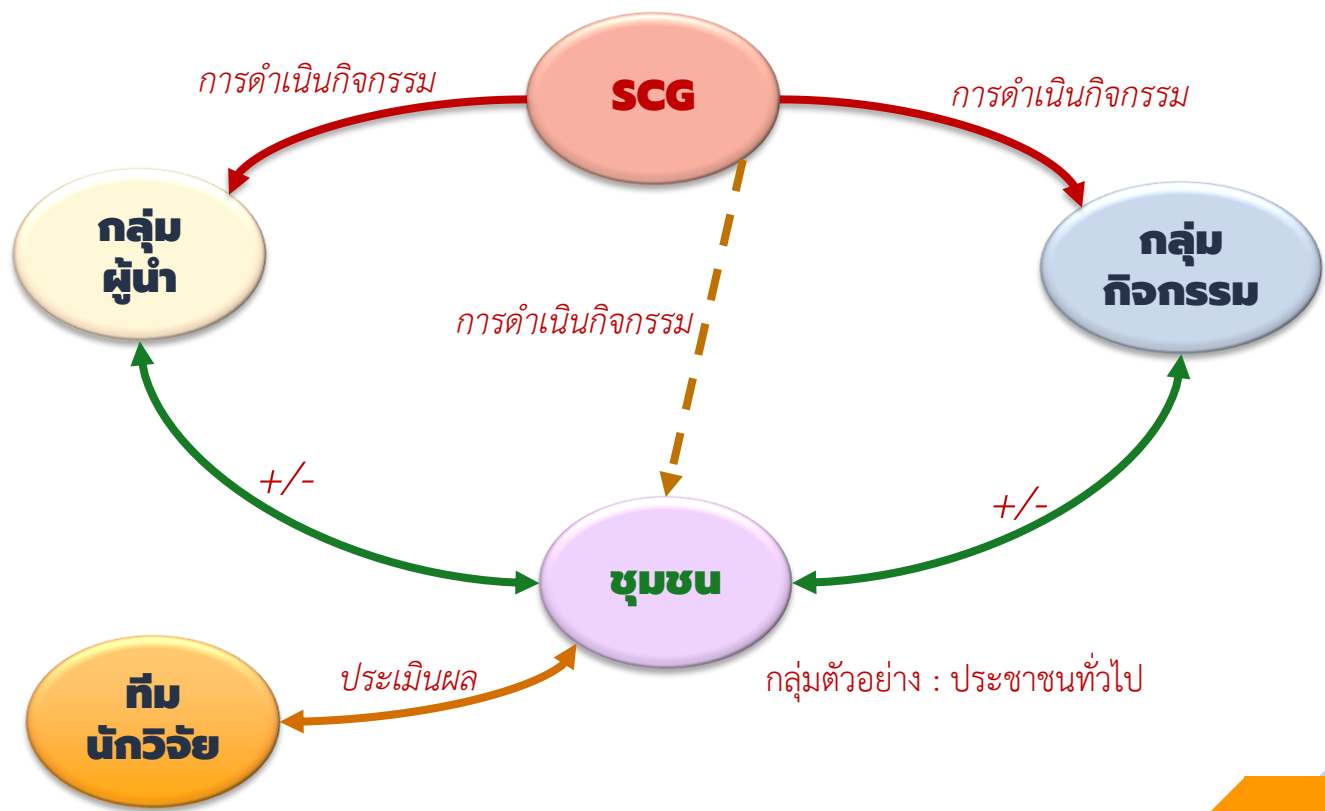 SCG
การดำเนินกิจกรรม
การดำเนินกิจกรรม
กลุ่ม
ผู้นำ
กลุ่ม
กิจกรรม
การดำเนินกิจกรรม
+/-
+/-
ชุมชน
ทีม
นักวิจัย
ประเมินผล
กลุ่มตัวอย่าง : ประชาชนทั่วไป